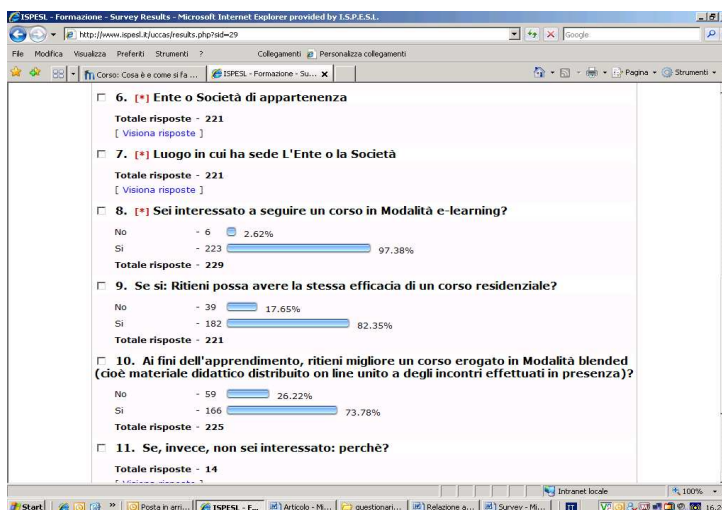 ISPESL - Formazione - Survey Results - Microsoft Internet Explorer provided by I.S.P.E.S.L.
http://www.ispesl.it/uccas/results.php?sid=29
Google
File Modifica Visualizza Preferiti Strumenti ? Collegamenti Personalizza collegamenti
Corso: Cosa è e come si fa ... ISPESL - Formazione - Su... x Pagina Strumenti
6. [*] Ente o Società di appartenenza
Totale risposte - 221
[ Visiona risposte ]
7. [*] Luogo in cui ha sede L'Ente o la Società
Totale risposte - 221
[ Visiona risposte ]
8. [*] Sei interessato a seguire un corso in Modalità e-learning?
No - 6 2.62%
Si - 223 97.38%
Totale risposte - 229
9. Se si: Ritieni possa avere la stessa efficacia di un corso residenziale?
No - 39 17.65%
Si - 182 82.35%
Totale risposte - 221
10. Ai fini dell'apprendimento, ritieni migliore un corso erogato in Modalità blended
(cioè materiale didattico distribuito on line unito a degli incontri effettuati in presenza)?
No - 59 26.22%
Si - 166 73.78%
Totale risposte - 225
11. Se, invece, non sei interessato: perchè?
Totale risposte - 14
Intranet locale 100%
Start » Posta in arri... ISPESL - F... Articolo - Mi... questionari... Relazione a... Survey - Mi... IT